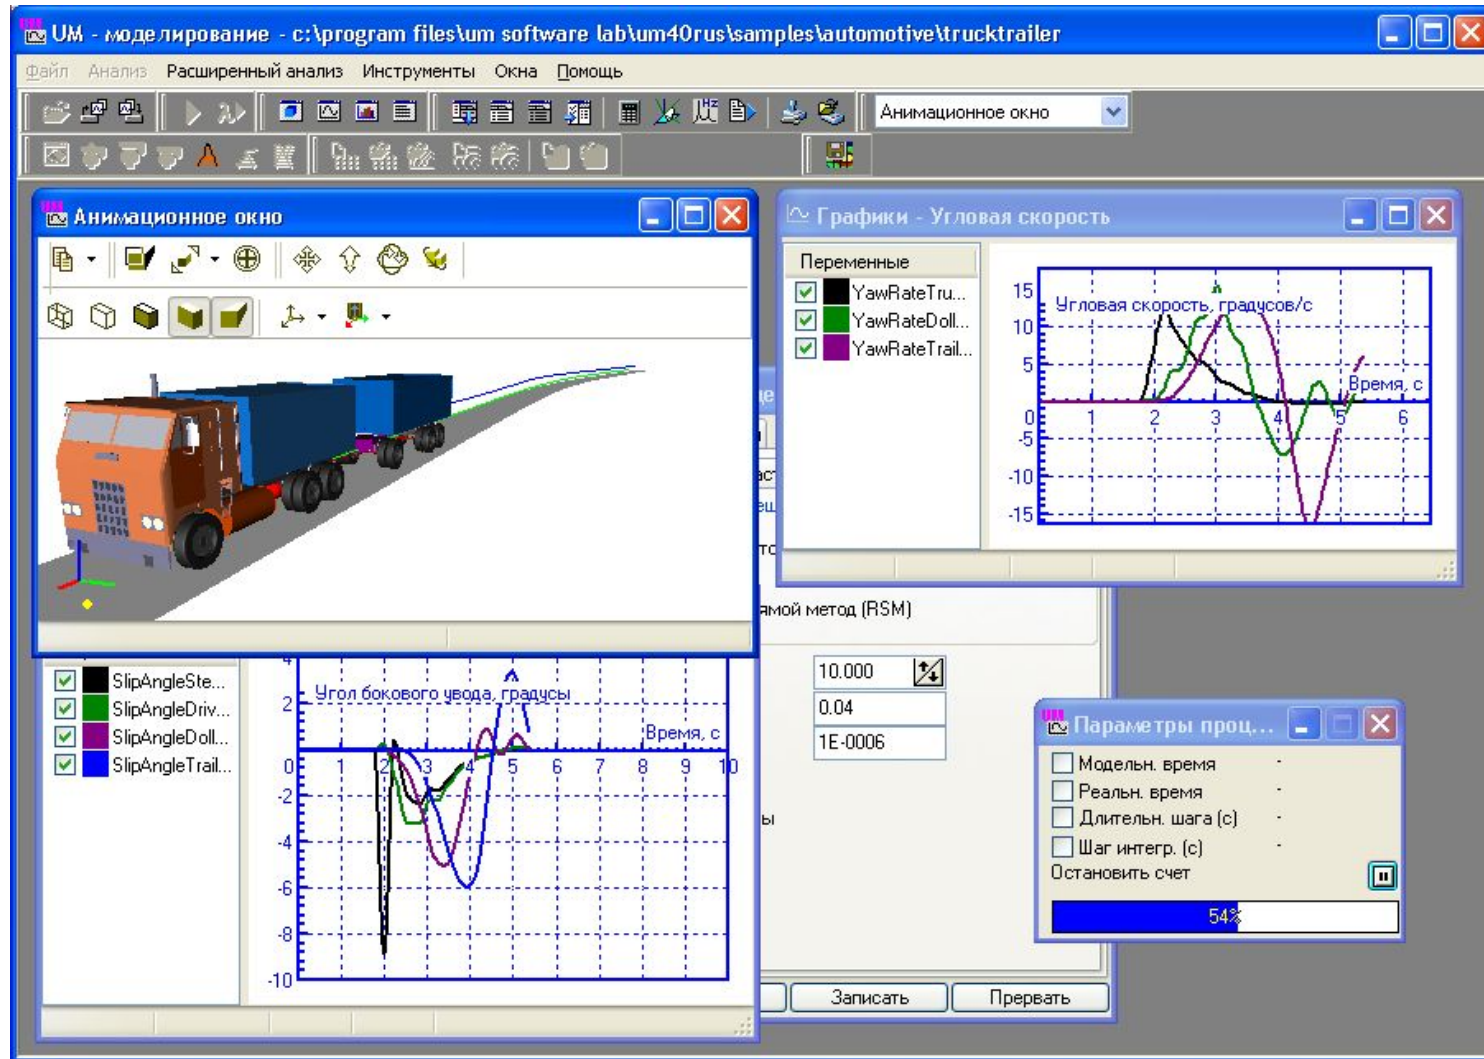 UM - моделирование - c:\program files\um software lab\um40rus\samples\automotive\trucktrailer
Файл Анализ Расширенный анализ Инструменты Окна Помощь
Анимационное окно
Анимационное окно
Графики - Угловая скорость
Переменные
YawRateTru...
YawRateDoll...
YawRateTrail...
15
Угловая скорость, градусов/с
10
5
Время, с
0 1 2 3 4 5 6
-5
-10
-15
ямой метод (RSM)
10.000
0.04
1E-0006
SlipAngleSte...
SlipAngleDriv...
SlipAngleDoll...
SlipAngleTrail...
4
Угол бокового увода, градусы
2
Время, с
0 1 2 3 4 5 6 7 8 9 10
-2
-4
-6
-8
-10
Параметры проц...
Модельн. время -
Реальн. время -
Длительн. шага (с) -
Шаг интегр. (с) -
Остановить счет
54%
Записать Прервать